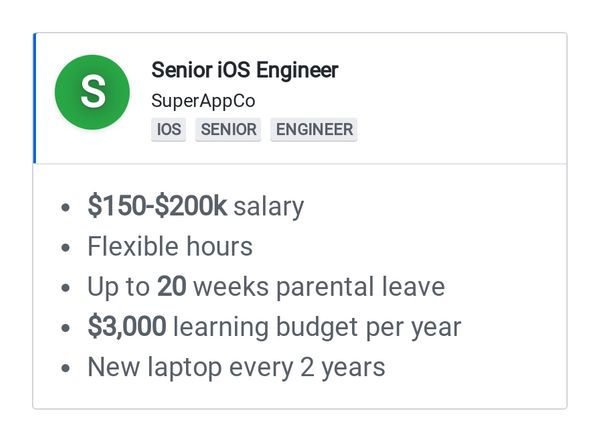 S
Senior iOS Engineer
SuperAppCo
IOS SENIOR ENGINEER
• $150-$200k salary
• Flexible hours
• Up to 20 weeks parental leave
• $3,000 learning budget per year
• New laptop every 2 years